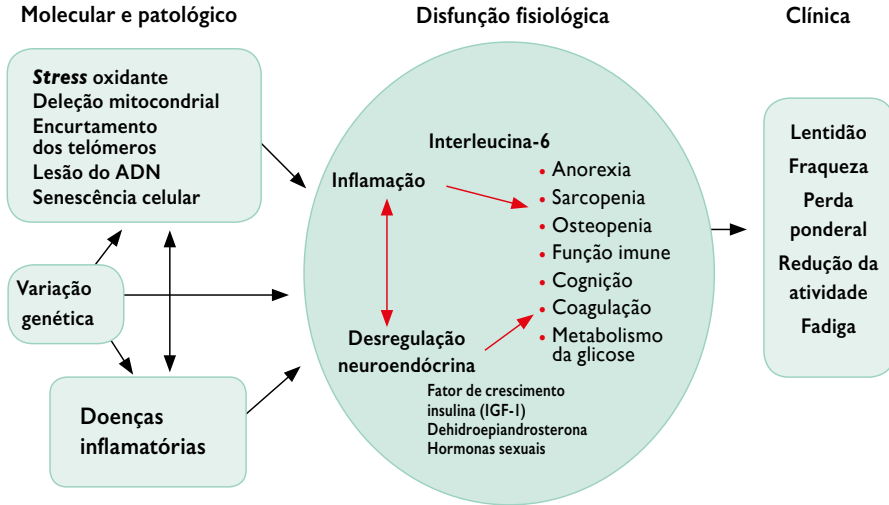 Molecular e patológico
Disfunção fisiológica
Clínica
Stress oxidante
Deleção mitocondrial
Encurtamento
dos telómeros
Lesão do ADN
Senescência celular
Variação
genética
Doenças
inflamatórias
Interleucina-6
Inflamação
• Anorexia
• Sarcopenia
• Osteopenia
• Função imune
• Cognição
• Coagulação
• Metabolismo
da glicose
Desregulação
neuroendócrina
Fator de crescimento
insulina (IGF-1)
Dehidroepiandrosterona
Hormonas sexuais
Lentidão
Fraqueza
Perda
ponderal
Redução da
atividade
Fadiga